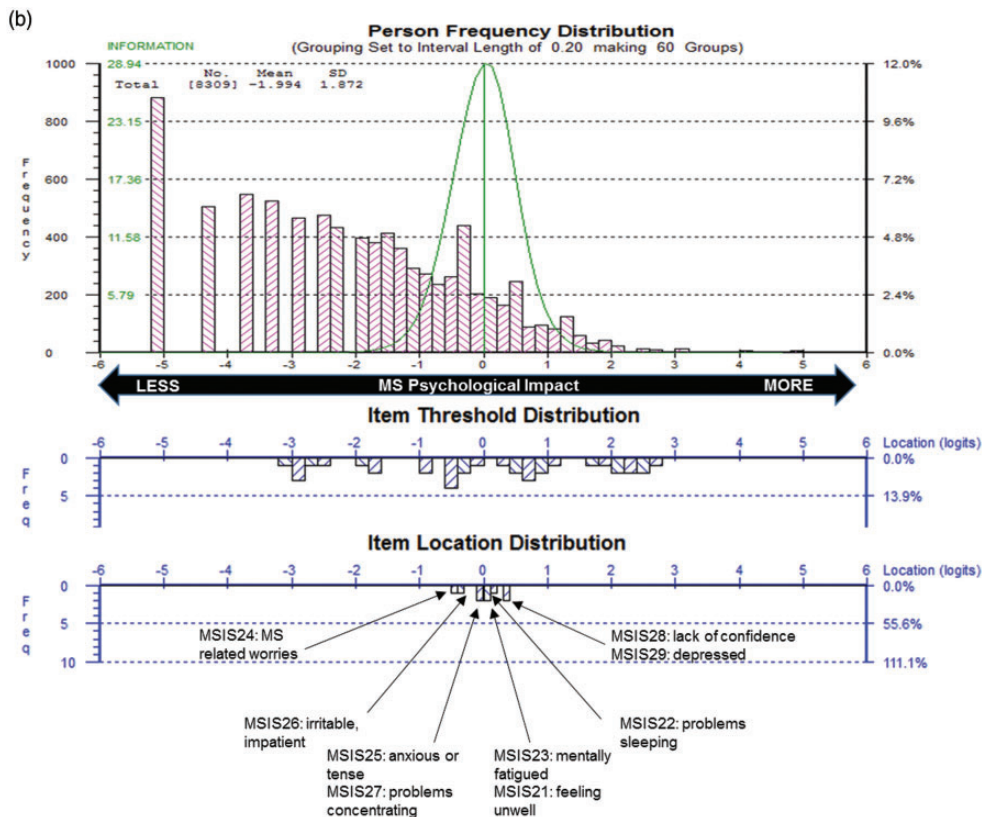 (b)
Person Frequency Distribution
(Grouping Set to Interval Length of 0.20 making 60 Groups)
INFORMATION
No. Mean SD
Total [8309] -1.994 1.872
1000 28.94 12.0%
800 23.15 9.6%
600 17.36 7.2%
400 11.58 4.8%
200 5.79 2.4%
0 0.0%
Frequency
-6 -5 -4 -3 -2 -1 0 1 2 3 4 5 6
LESS MS Psychological Impact MORE
Item Threshold Distribution
-6 -5 -4 -3 -2 -1 0 1 2 3 4 5 6 Location (logits)
0 0.0%
5 13.9%
Freq
Item Location Distribution
-6 -5 -4 -3 -2 -1 0 1 2 3 4 5 6 Location (logits)
0 0.0%
5 55.6%
10 111.1%
Freq
MSIS24: MS
related worries
MSIS28: lack of confidence
MSIS29: depressed
MSIS26: irritable,
impatient
MSIS22: problems
sleeping
MSIS25: anxious or
tense
MSIS27: problems
concentrating
MSIS23: mentally
fatigued
MSIS21: feeling
unwell